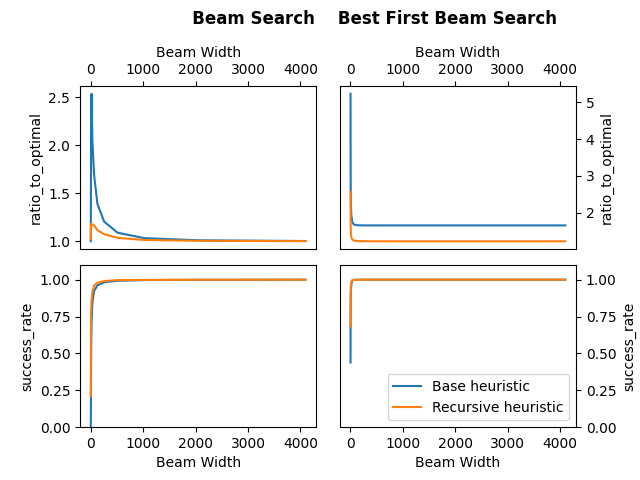 Beam Search
Best First Beam Search
Beam Width
Beam Width
0 1000 2000 3000 4000
0 1000 2000 3000 4000
ratio_to_optimal
2.5
2.0
1.5
1.0
5
4
3
2
ratio_to_optimal
success_rate
1.00
0.75
0.50
0.25
0.00
1.00
0.75
0.50
0.25
0.00
success_rate
Base heuristic
Recursive heuristic
0 1000 2000 3000 4000
0 1000 2000 3000 4000
Beam Width
Beam Width